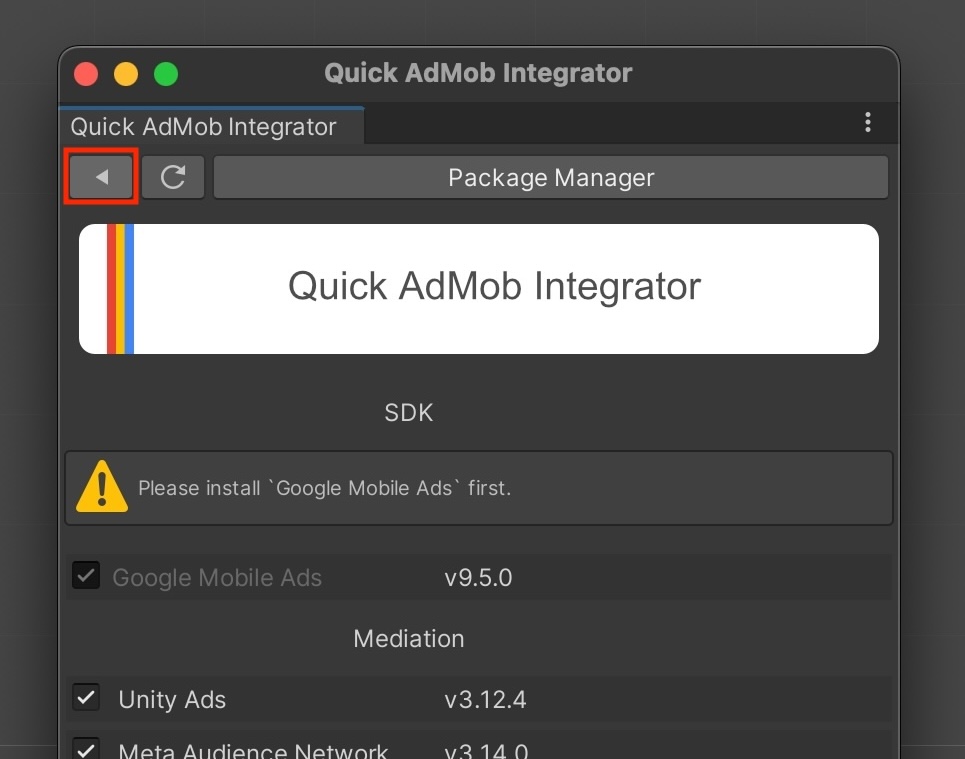 Quick AdMob Integrator
Quick AdMob Integrator
Package Manager
Quick AdMob Integrator
SDK
Please install `Google Mobile Ads` first.
Google Mobile Ads v9.5.0
Mediation
Unity Ads v3.12.4
Meta Audience Network v3.14.0